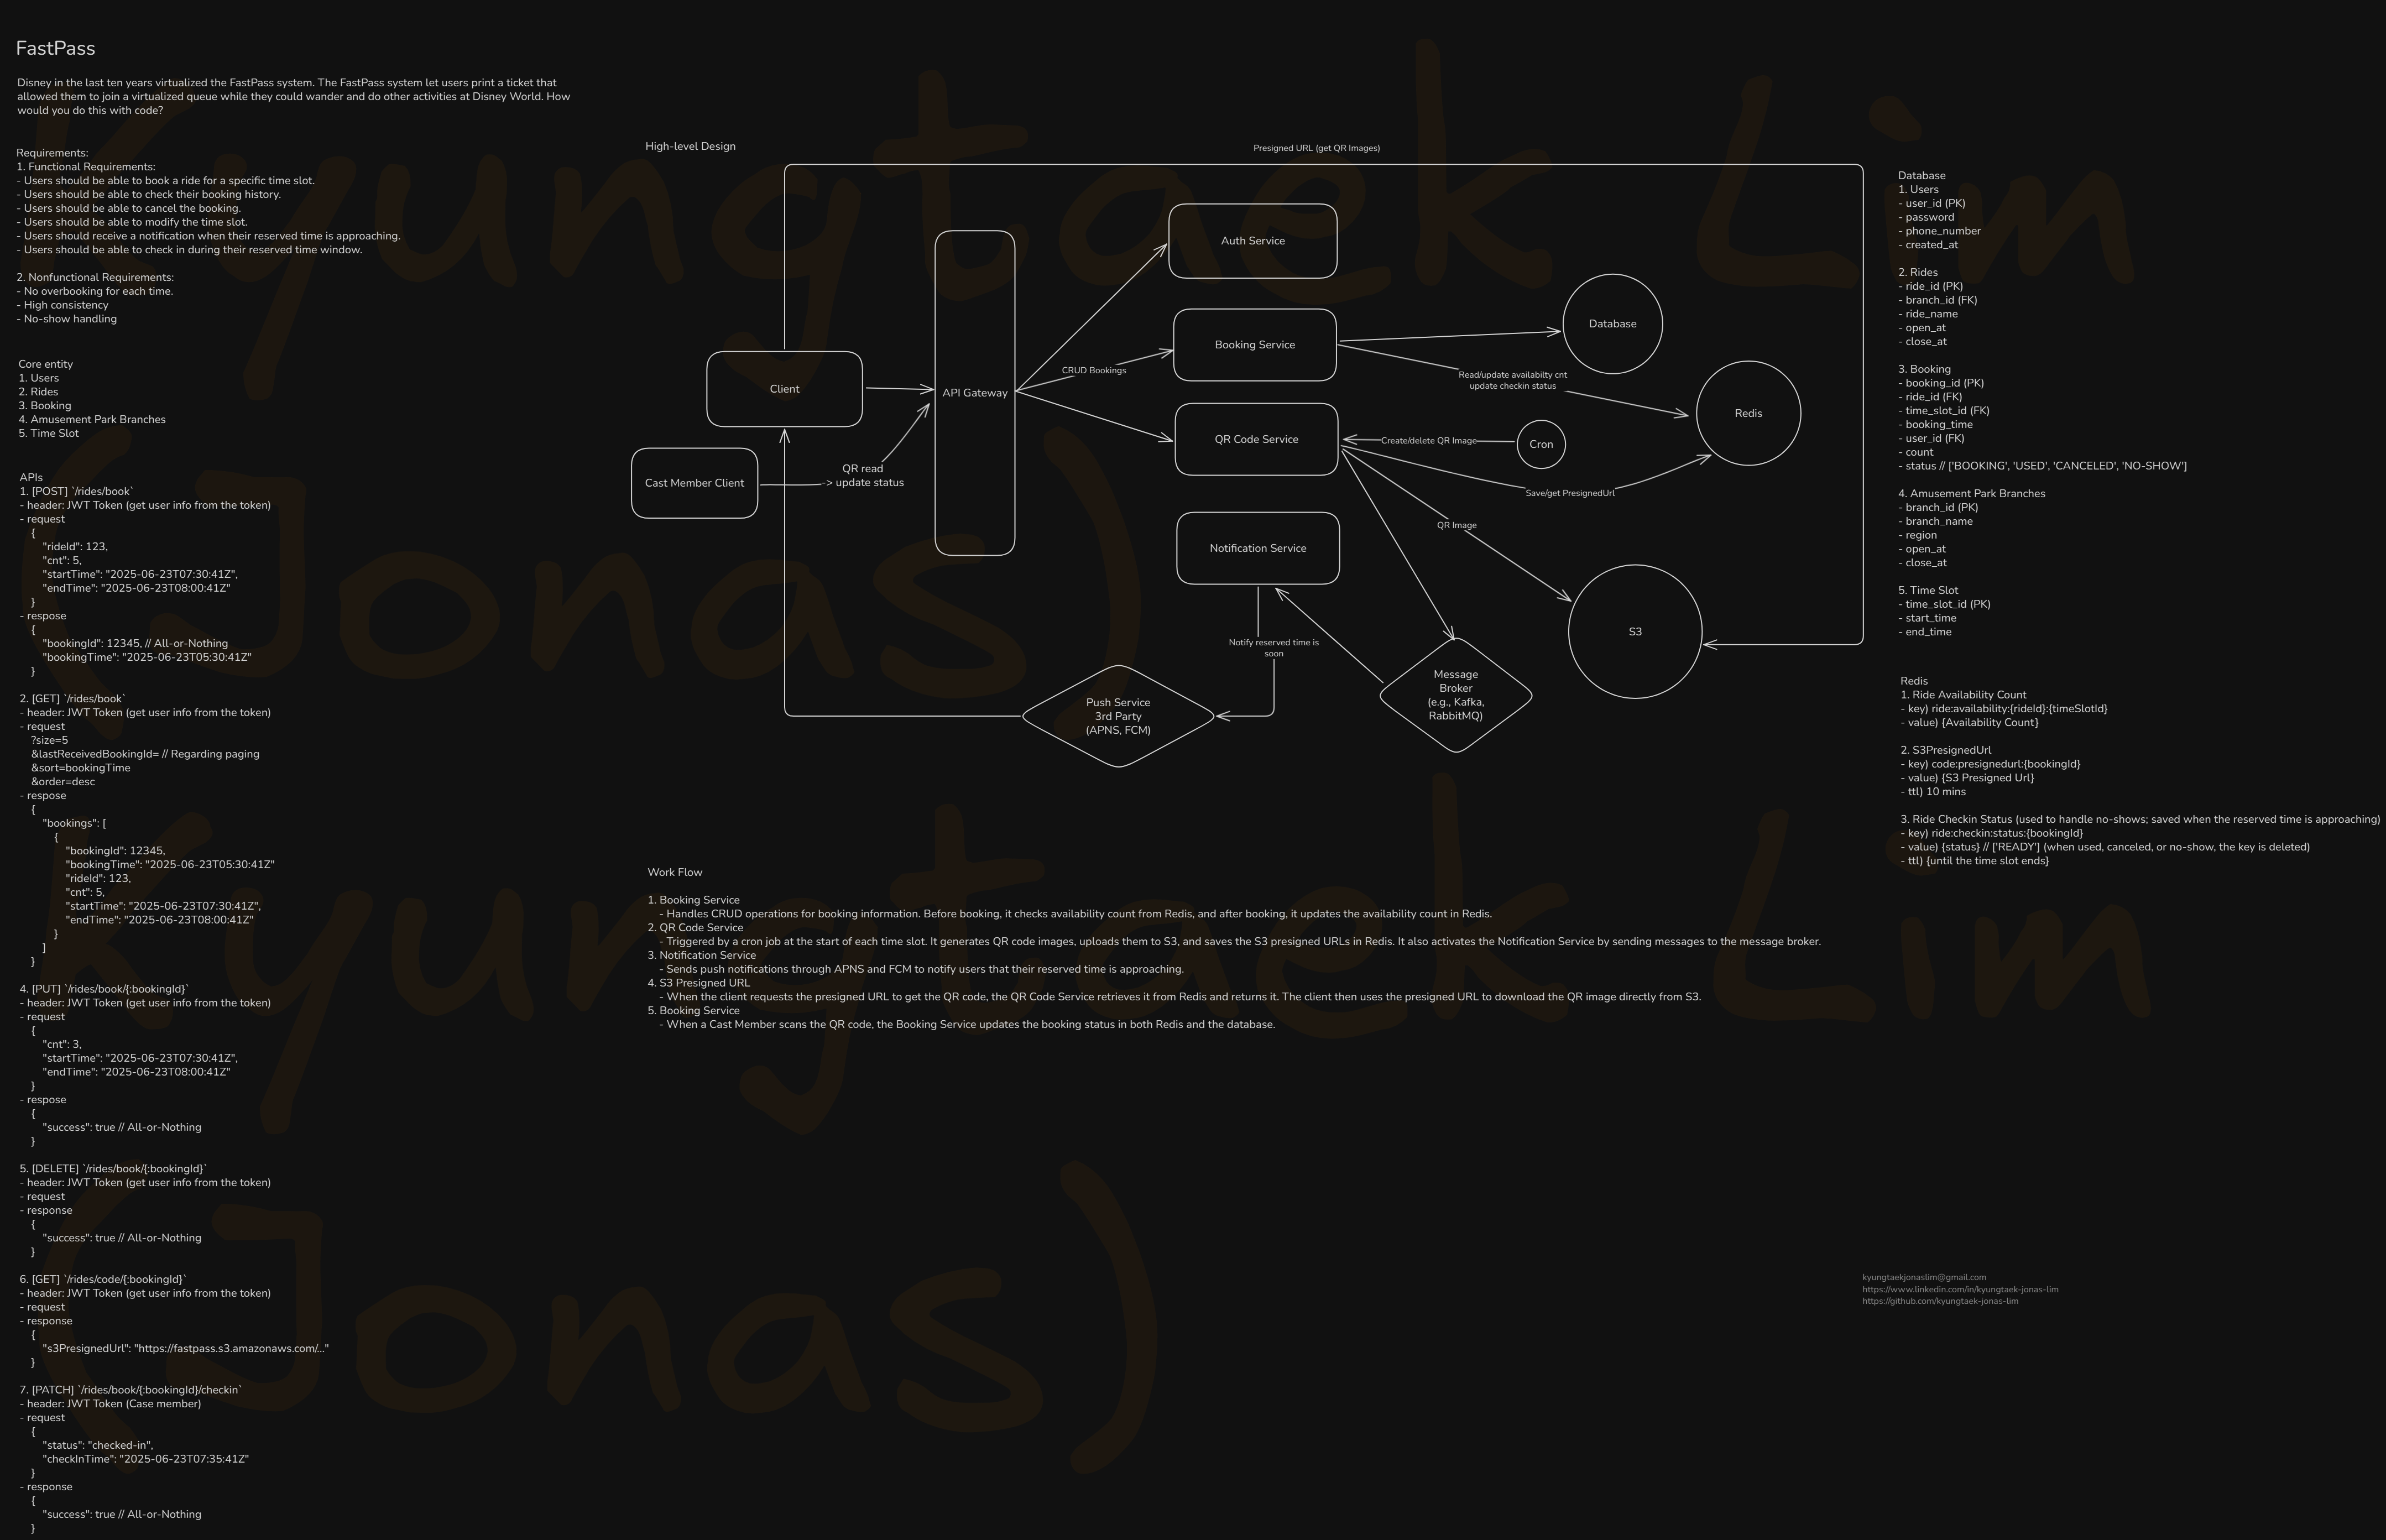 FastPass
Disney in the last ten years virtualized the FastPass system. The FastPass system let users print a ticket that
allowed them to join a virtualized queue while they could wander and do other activities at Disney World. How
would you do this with code?
Requirements:
1. Functional Requirements:
- Users should be able to book a ride for a specific time slot.
- Users should be able to check their booking history.
- Users should be able to cancel the booking.
- Users should be able to modify the time slot.
- Users should receive a notification when their reserved time is approaching.
- Users should be able to check in during their reserved time window.
2. Nonfunctional Requirements:
- No overbooking for each time.
- High consistency
- No-show handling
Core entity
1. Users
2. Rides
3. Booking
4. Amusement Park Branches
5. Time Slot
APIs
1. [POST] `/rides/book`
- header: JWT Token (get user info from the token)
- request
{
"rideId": 123,
"cnt": 5,
"startTime": "2025-06-23T07:30:41Z",
"endTime": "2025-06-23T08:00:41Z"
}
- respose
{
"bookingId": 12345, // All-or-Nothing
"bookingTime": "2025-06-23T05:30:41Z"
}
2. [GET] `/rides/book`
- header: JWT Token (get user info from the token)
- request
?size=5
&lastReceivedBookingId= // Regarding paging
&sort=bookingTime
&order=desc
- respose
{
"bookings": [
{
"bookingId": 12345,
"bookingTime": "2025-06-23T05:30:41Z"
"rideId": 123,
"cnt": 5,
"startTime": "2025-06-23T07:30:41Z",
"endTime": "2025-06-23T08:00:41Z"
}
]
}
4. [PUT] `/rides/book/{:bookingId}`
- header: JWT Token (get user info from the token)
- request
{
"cnt": 3,
"startTime": "2025-06-23T07:30:41Z",
"endTime": "2025-06-23T08:00:41Z"
}
- respose
{
"success": true // All-or-Nothing
}
5. [DELETE] `/rides/book/{:bookingId}`
- header: JWT Token (get user info from the token)
- request
- response
{
"success": true // All-or-Nothing
}
6. [GET] `/rides/code/{:bookingId}`
- header: JWT Token (get user info from the token)
- request
- response
{
"s3PresignedUrl": "https://fastpass.s3.amazonaws.com/..."
}
7. [PATCH] `/rides/book/{:bookingId}/checkin`
- header: JWT Token (Case member)
- request
{
"status": "checked-in",
"checkInTime": "2025-06-23T07:35:41Z"
}
- response
{
"success": true // All-or-Nothing
}
High-level Design
Presigned URL (get QR Images)
Auth Service
Booking Service
Database
CRUD Bookings
Read/update availabilty cnt
update checkin status
Client
API Gateway
Redis
QR Code Service
Create/delete QR Image
Cron
QR read
-> update status
Cast Member Client
Save/get PresignedUrl
QR Image
Notification Service
S3
Notify reserved time is
soon
Message
Broker
(e.g., Kafka,
RabbitMQ)
Push Service
3rd Party
(APNS, FCM)
Work Flow
1. Booking Service
- Handles CRUD operations for booking information. Before booking, it checks availability count from Redis, and after booking, it updates the availability count in Redis.
2. QR Code Service
- Triggered by a cron job at the start of each time slot. It generates QR code images, uploads them to S3, and saves the S3 presigned URLs in Redis. It also activates the Notification Service by sending messages to the message broker.
3. Notification Service
- Sends push notifications through APNS and FCM to notify users that their reserved time is approaching.
4. S3 Presigned URL
- When the client requests the presigned URL to get the QR code, the QR Code Service retrieves it from Redis and returns it. The client then uses the presigned URL to download the QR image directly from S3.
5. Booking Service
- When a Cast Member scans the QR code, the Booking Service updates the booking status in both Redis and the database.
Database
1. Users
- user_id (PK)
- password
- phone_number
- created_at
2. Rides
- ride_id (PK)
- branch_id (FK)
- ride_name
- open_at
- close_at
3. Booking
- booking_id (PK)
- ride_id (FK)
- time_slot_id (FK)
- booking_time
- user_id (FK)
- count
- status // ['BOOKING', 'USED', 'CANCELED', 'NO-SHOW']
4. Amusement Park Branches
- branch_id (PK)
- branch_name
- region
- open_at
- close_at
5. Time Slot
- time_slot_id (PK)
- start_time
- end_time
Redis
1. Ride Availability Count
- key) ride:availability:{rideId}:{timeSlotId}
- value) {Availability Count}
2. S3PresignedUrl
- key) code:presignedurl:{bookingId}
- value) {S3 Presigned Url}
- ttl) 10 mins
3. Ride Checkin Status (used to handle no-shows; saved when the reserved time is approaching)
- key) ride:checkin:status:{bookingId}
- value) {status} // ['READY'] (when used, canceled, or no-show, the key is deleted)
- ttl) {until the time slot ends}
kyungtaekjonaslim@gmail.com
https://www.linkedin.com/in/kyungtaek-jonas-lim
https://github.com/kyungtaek-jonas-lim
Kyungtaek Lim
(Jonas)
Kyungtaek Lim
(Jonas)